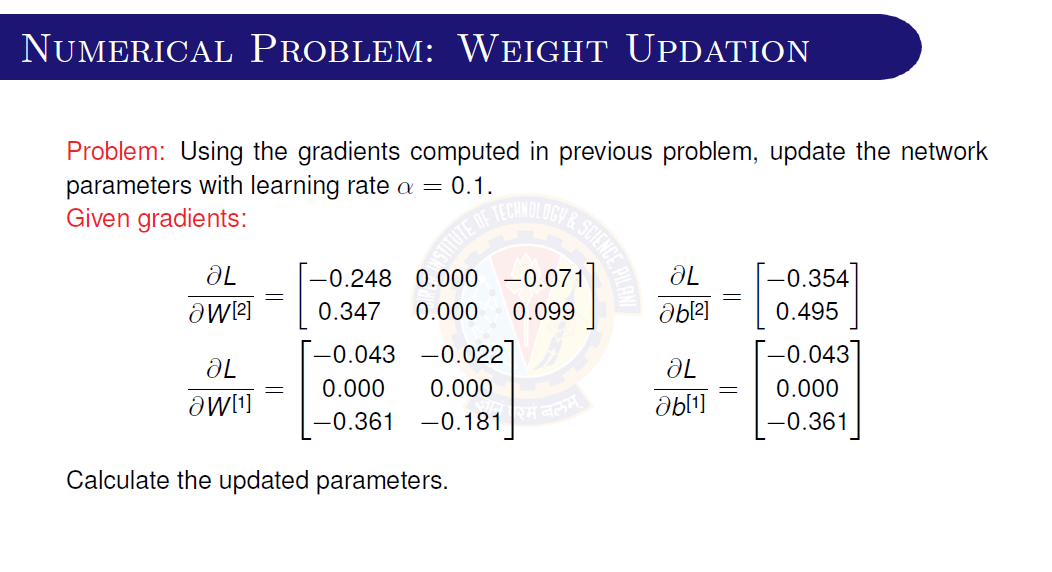 NUMERICAL PROBLEM: WEIGHT UPDATION
Problem: Using the gradients computed in previous problem, update the network
parameters with learning rate α = 0.1.
Given gradients:
∂L/∂W[2] = [−0.248 0.000 −0.071; 0.347 0.000 0.099] ∂L/∂b[2] = [−0.354; 0.495]
∂L/∂W[1] = [−0.043 −0.022; 0.000 0.000; −0.361 −0.181] ∂L/∂b[1] = [−0.043; 0.000; −0.361]
Calculate the updated parameters.